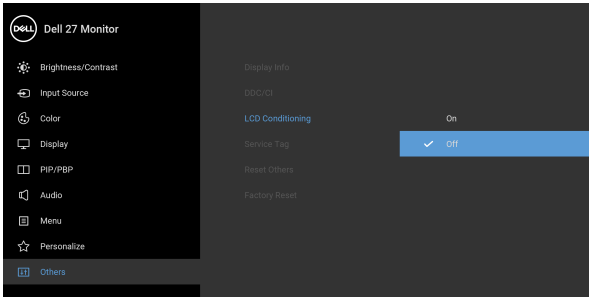 DELL Dell 27 Monitor
Brightness/Contrast
Input Source
Color
Display
PIP/PBP
Audio
Menu
Personalize
Others
Display Info
DDC/CI
LCD Conditioning
Service Tag
Reset Others
Factory Reset
On
Off